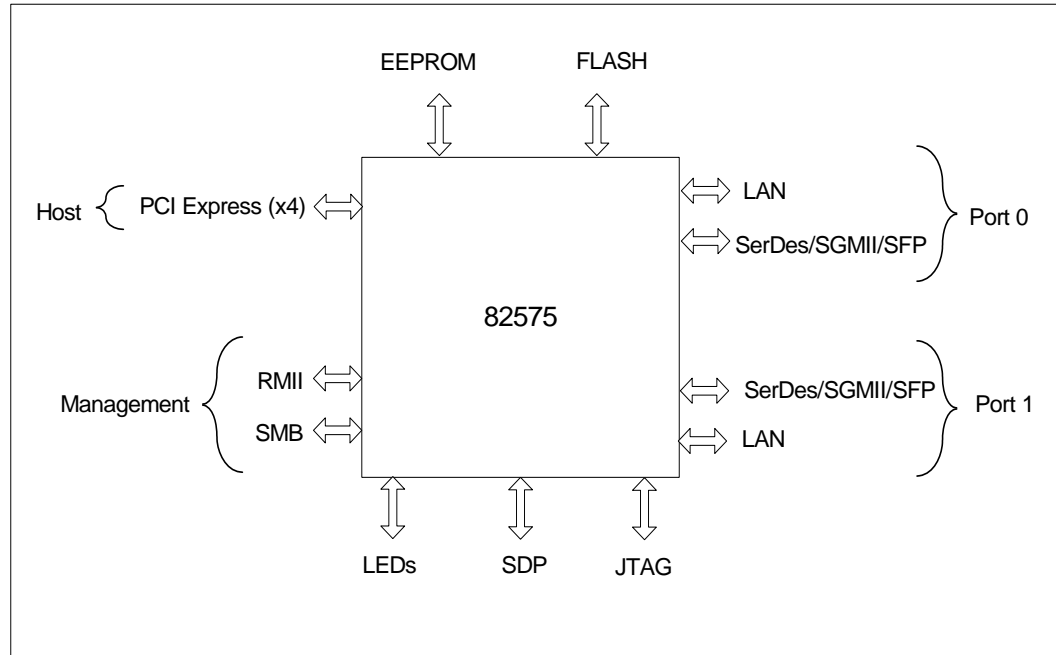 EEPROM FLASH
Host PCI Express (x4) LAN
SerDes/SGMII/SFP Port 0
82575
Management RMII SerDes/SGMII/SFP Port 1
SMB LAN
LEDs SDP JTAG